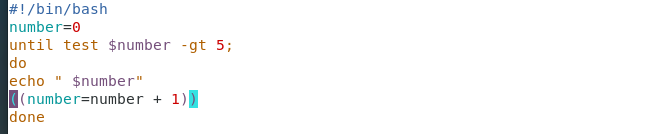 #!/bin/bash
number=0
until test $number -gt 5;
do
echo " $number"
((number=number + 1))
done